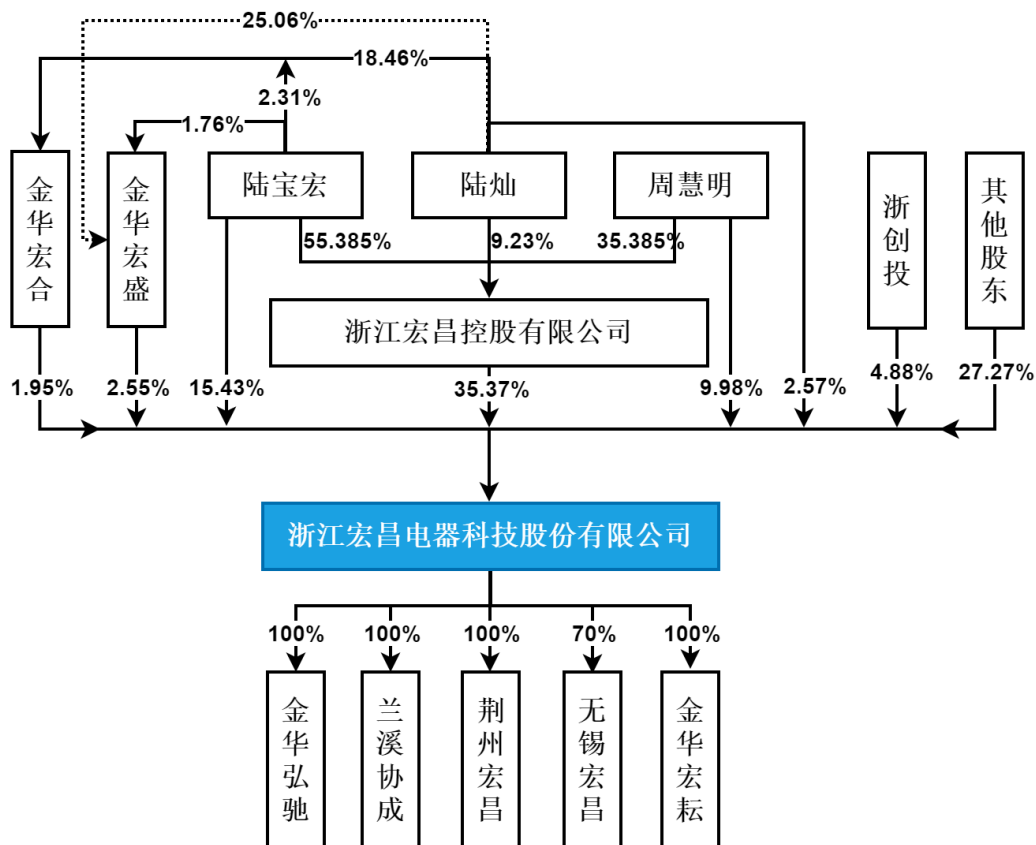 25.06%
18.46%
2.31%
1.76%
金华宏合
金华宏盛
陆宝宏
陆灿
周慧明
浙创投
其他股东
55.385%
9.23%
35.385%
浙江宏昌控股有限公司
1.95%
2.55%
15.43%
35.37%
9.98%
2.57%
4.88%
27.27%
浙江宏昌电器科技股份有限公司
100%
100%
100%
70%
100%
金华弘驰
兰溪协成
荆州宏昌
无锡宏昌
金华宏耘